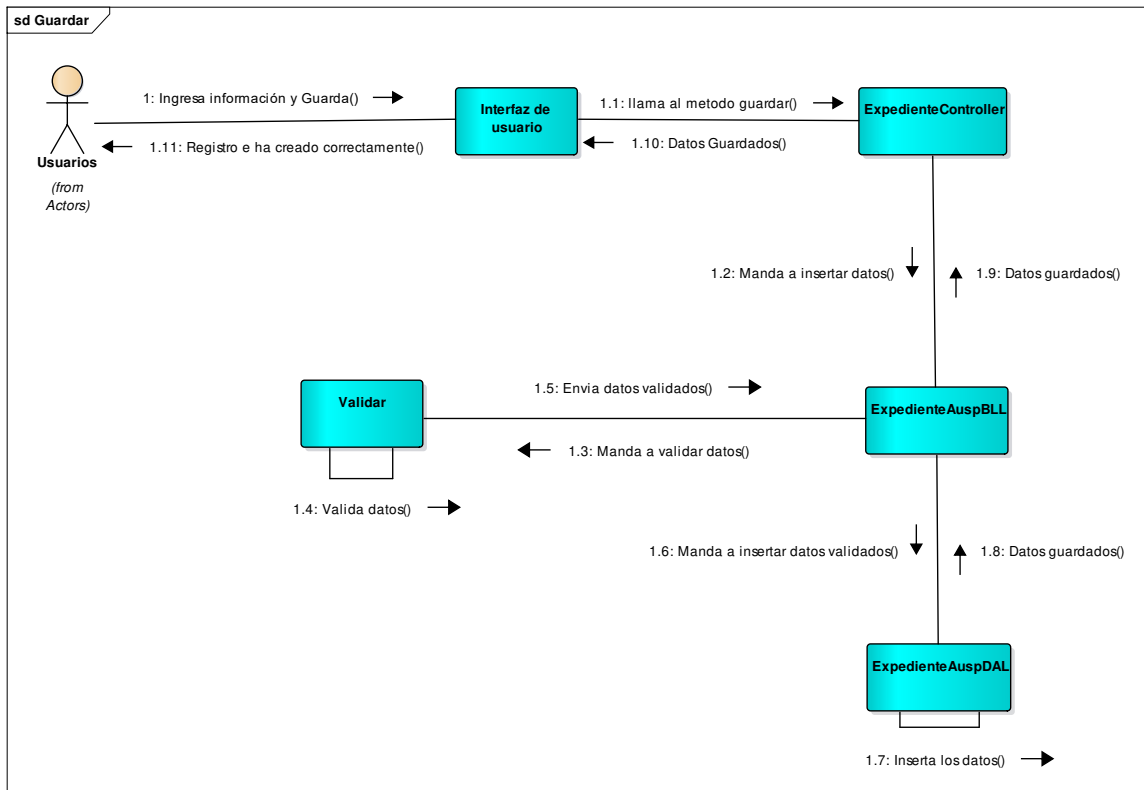 sd Guardar
1: Ingresa información y Guarda()
1.11: Registro e ha creado correctamente()
Usuarios
(from
Actors)
Interfaz de
usuario
1.1: llama al metodo guardar()
1.10: Datos Guardados()
ExpedienteController
1.2: Manda a insertar datos()
1.9: Datos guardados()
Validar
1.5: Envia datos validados()
1.3: Manda a validar datos()
ExpedienteAuspBLL
1.4: Valida datos()
1.6: Manda a insertar datos validados()
1.8: Datos guardados()
ExpedienteAuspDAL
1.7: Inserta los datos()